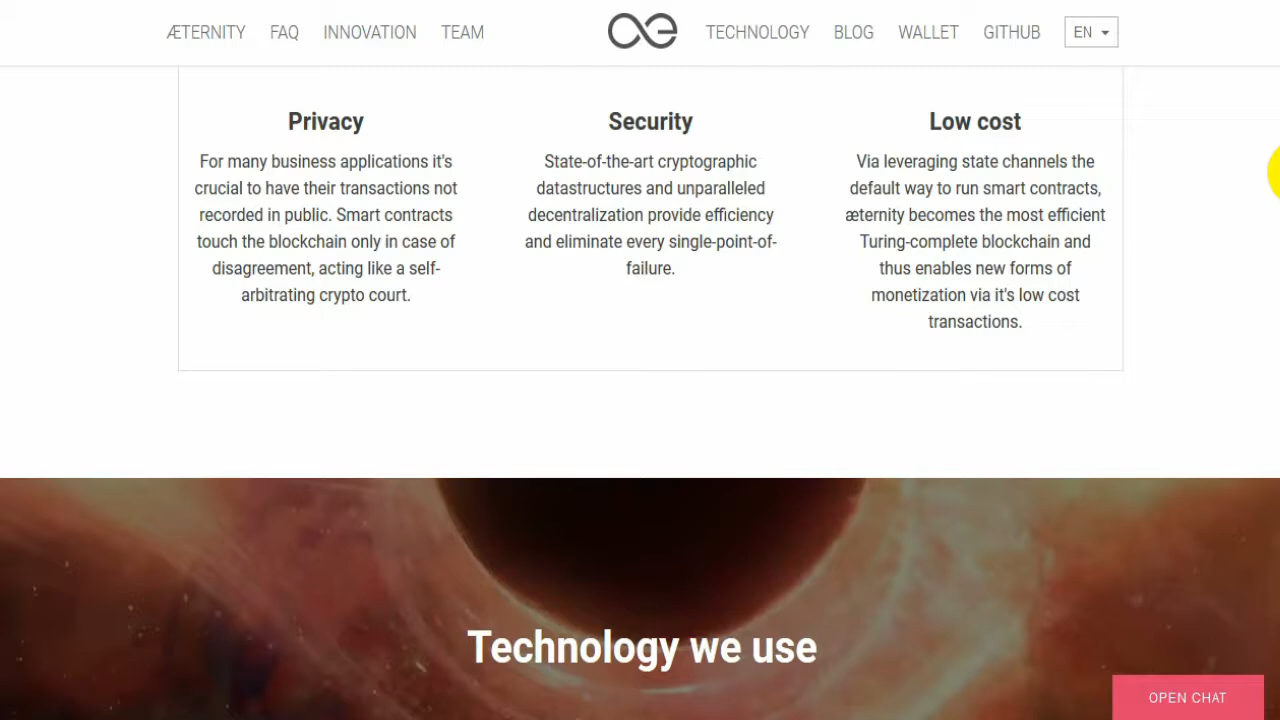 ÆTERNITY FAQ INNOVATION TEAM TECHNOLOGY BLOG WALLET GITHUB EN
Privacy
For many business applications it's
crucial to have their transactions not
recorded in public. Smart contracts
touch the blockchain only in case of
disagreement, acting like a self-
arbitrating crypto court.
Security
State-of-the-art cryptographic
datastructures and unparalleled
decentralization provide efficiency
and eliminate every single-point-of-
failure.
Low cost
Via leveraging state channels the
default way to run smart contracts,
æternity becomes the most efficient
Turing-complete blockchain and
thus enables new forms of
monetization via it's low cost
transactions.
Technology we use
OPEN CHAT